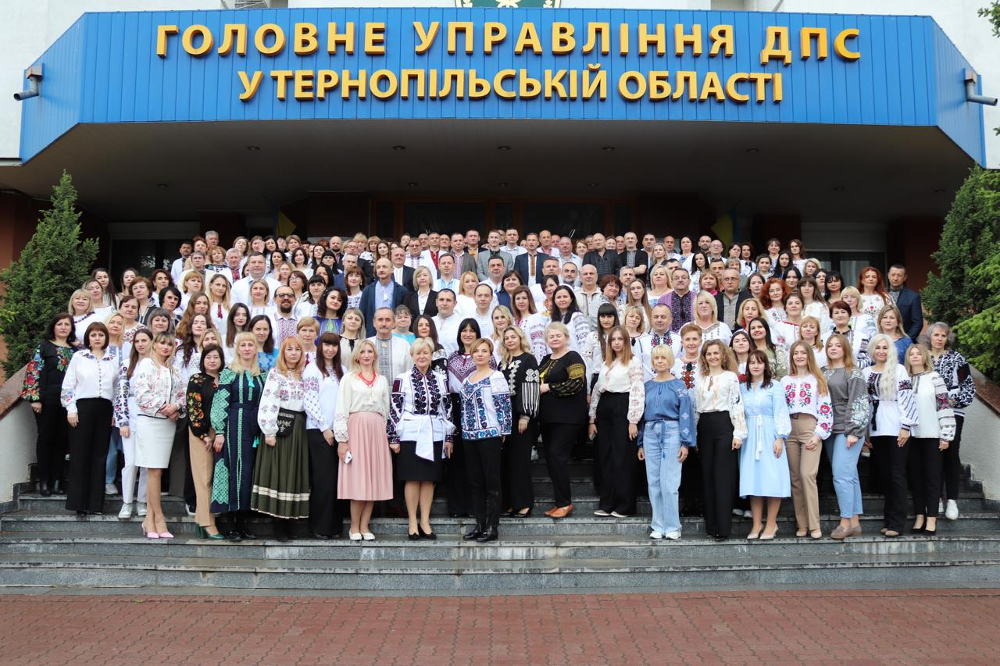 ГОЛОВНЕ УПРАВЛІННЯ ДПС
У ТЕРНОПІЛЬСЬКІЙ ОБЛАСТІ